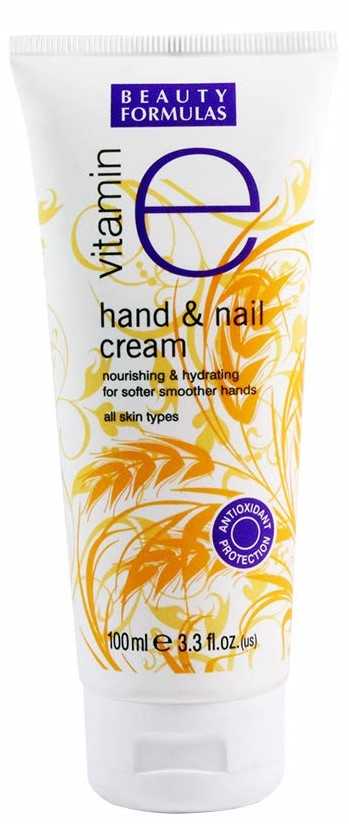 BEAUTY
FORMULAS
vitamin
e
hand & nail
cream
nourishing & hydrating
for softer smoother hands
all skin types
ANTIOXIDANT
PROTECTION
100ml e 3.3 fl.oz.(us)